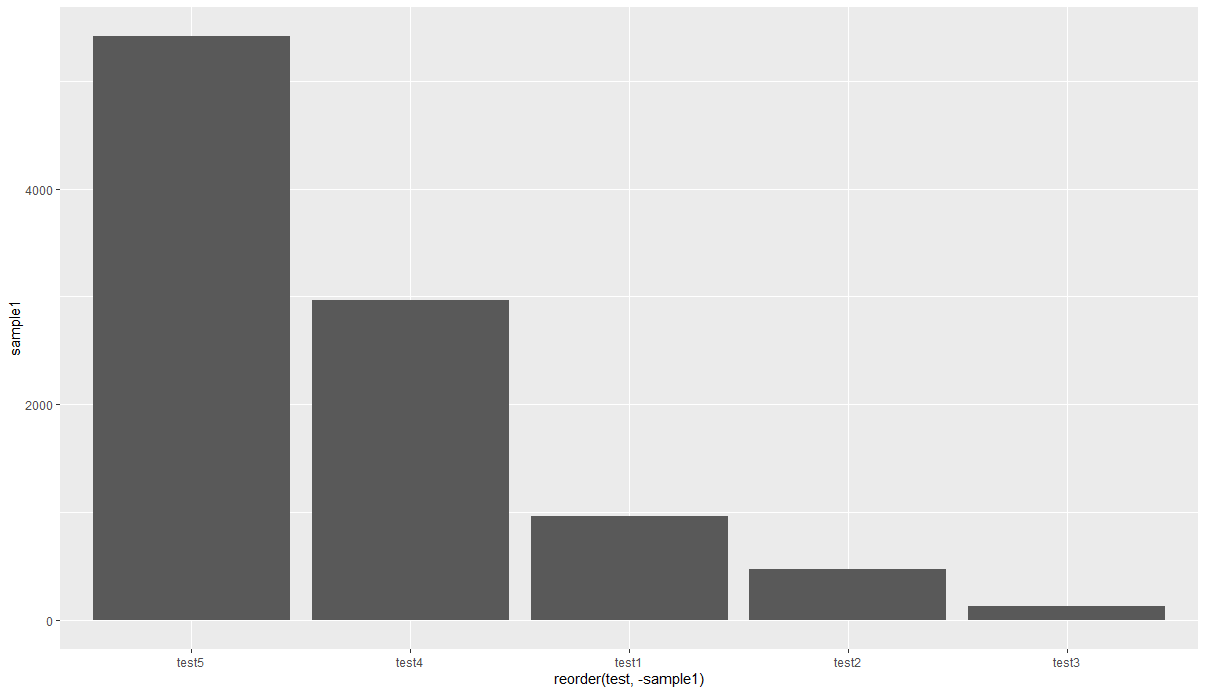 4000
2000
0
sample1
test5 test4 test1 test2 test3
reorder(test, -sample1)